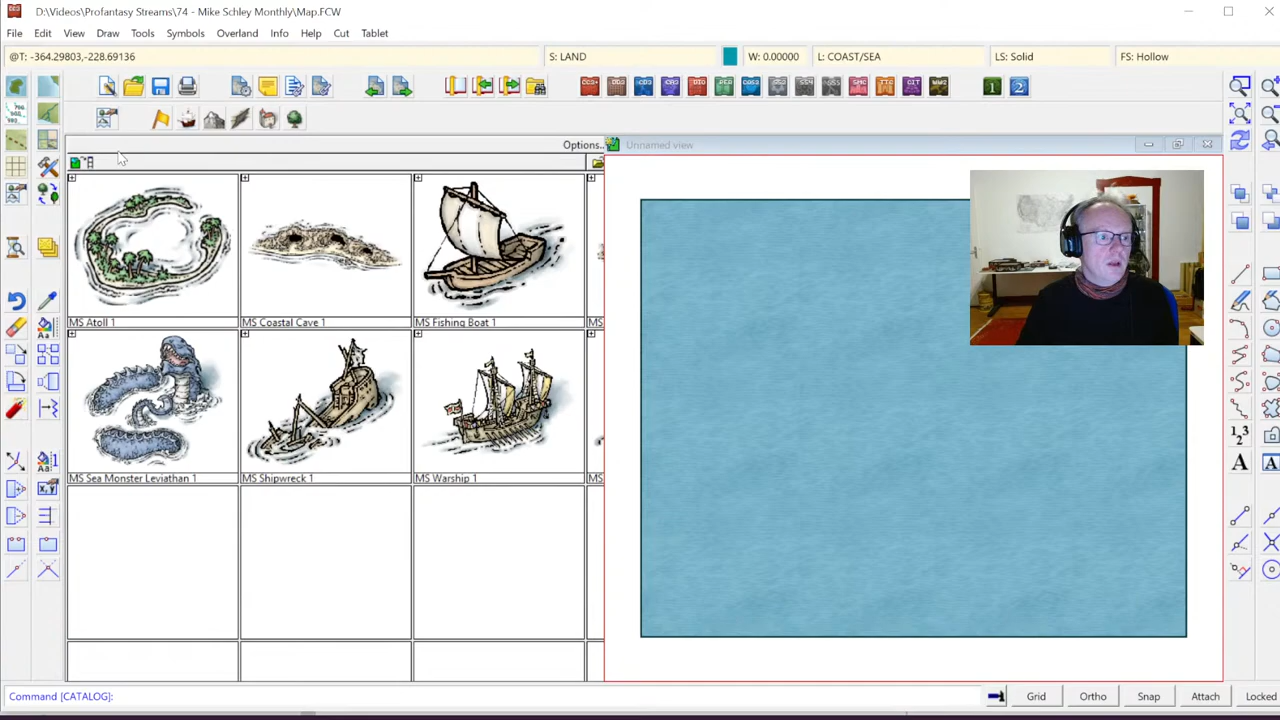 D:\Videos\Profantasy Streams\74 - Mike Schley Monthly\Map.FCW
File Edit View Draw Tools Symbols Overland Info Help Cut Tablet
@T: -364.29803,-228.69136 S: LAND W: 0.00000 L: COAST/SEA LS: Solid FS: Hollow
1 2
Options.. Unnamed view
MS Atoll 1 MS Coastal Cave 1 MS Fishing Boat 1
MS Sea Monster Leviathan 1 MS Shipwreck 1 MS Warship 1
Command [CATALOG]: Grid Ortho Snap Attach Locked